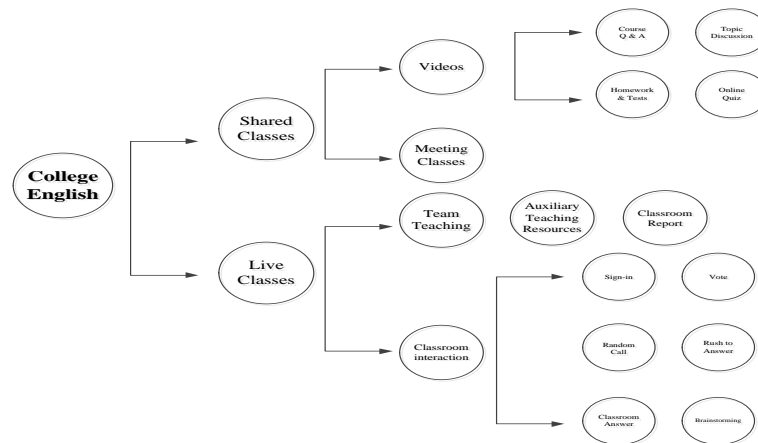 College
English
Shared
Classes
Live
Classes
Videos
Meeting
Classes
Team
Teaching
Classroom
interaction
Course
Q & A
Topic
Discussion
Homework
& Tests
Online
Quiz
Auxiliary
Teaching
Resources
Classroom
Report
Sign-in
Vote
Random
Call
Rush to
Answer
Classroom
Answer
Brainstorming